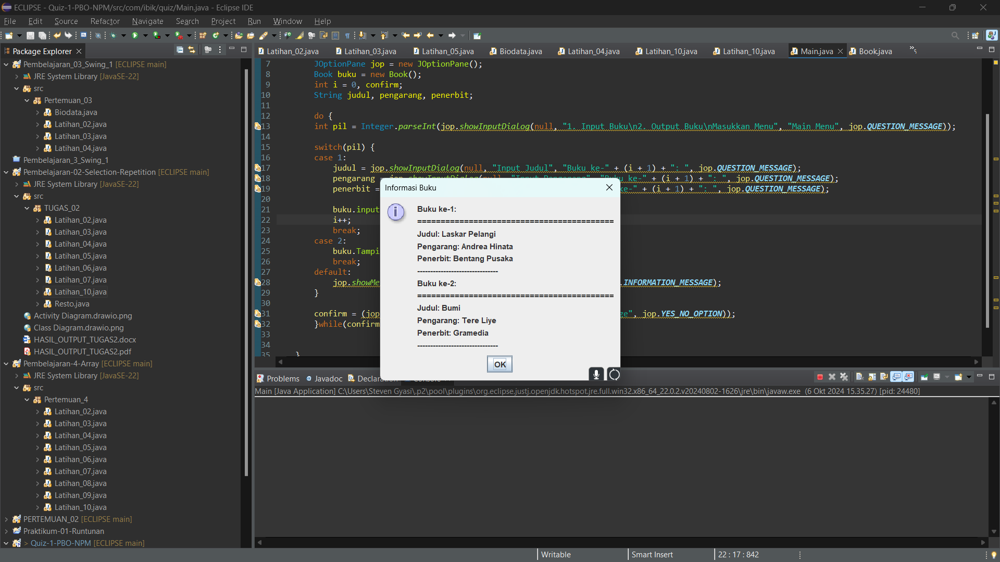 ECLIPSE - Quiz-1-PBO-NPM/src/com/ibik/quiz/Main.java - Eclipse IDE
File Edit Source Refactor Navigate Search Project Run Window Help
Package Explorer
Latihan_02.java Latihan_03.java Latihan_05.java Biodata.java Latihan_04.java Latihan_10.java Latihan_10.java Main.java Book.java »5
Pembelajaran_03_Swing_1 [ECLIPSE main]
JRE System Library [JavaSE-22]
src
Pertemuan_03
Biodata.java
Latihan_02.java
Latihan_03.java
Latihan_04.java
Pembelajaran_3_Swing_1
Pembelajaran-02-Selection-Repetition [ECLIPSE main]
JRE System Library [JavaSE-22]
src
TUGAS_02
Latihan_02.java
Latihan_03.java
Latihan_04.java
Latihan_05.java
Latihan_06.java
Latihan_07.java
Latihan_10.java
Resto.java
Activity Diagram.drawio.png
Class Diagram.drawio.png
HASIL_OUTPUT_TUGAS2.docx
HASIL_OUTPUT_TUGAS2.pdf
Pembelajaran-4-Array [ECLIPSE main]
JRE System Library [JavaSE-22]
src
Pertemuan_4
Latihan_02.java
Latihan_03.java
Latihan_04.java
Latihan_05.java
Latihan_06.java
Latihan_07.java
Latihan_08.java
Latihan_09.java
Latihan_10.java
PERTEMUAN_02 [ECLIPSE main]
Praktikum-01-Runtunan
> Quiz-1-PBO-NPM [ECLIPSE main]
7 JOptionPane jop = new JOptionPane();
8 Book buku = new Book();
9 int i = 0, confirm;
10 String judul, pengarang, penerbit;
11
12 do {
13 int pil = Integer.parseInt(jop.showInputDialog(null, "1. Input Buku\n2. Output Buku\nMasukkan Menu", "Main Menu", jop.QUESTION_MESSAGE));
14
15 switch(pil) {
16 case 1:
17 judul = jop.showInputDialog(null, "Input Judul", "Buku ke-" + (i + 1) + ": ", jop.QUESTION_MESSAGE);
18 pengarang = ke-" + (i + 1) + ": ", jop.QUESTION_MESSAGE);
19 penerbit = ke-" + (i + 1) + ": ", jop.QUESTION_MESSAGE);
20
21 buku.input
22 i++;
23 break;
24 case 2:
25 buku.Tampi
26 break;
27 default:
28 jop.showMe .INFORMATION_MESSAGE);
29 }
30
31 confirm = (jop ge", jop.YES_NO_OPTION));
32 }while(confirm
33
34
35 }
Informasi Buku
Buku ke-1:
==========================================
Judul: Laskar Pelangi
Pengarang: Andrea Hinata
Penerbit: Bentang Pusaka
-------------------------------
Buku ke-2:
==========================================
Judul: Bumi
Pengarang: Tere Liye
Penerbit: Gramedia
-------------------------------
OK
Problems Javadoc
Main [Java Application] C:\Users\Steven Gyasi\.p2\pool\plugins\org.eclipse.justj.openjdk.hotspot.jre.full.win32.x86_64_22.0.2.v20240802-1626\jre\bin\javaw.exe (6 Okt 2024 15.35.27) [pid: 24480]
Writable Smart Insert 22 : 17 : 842